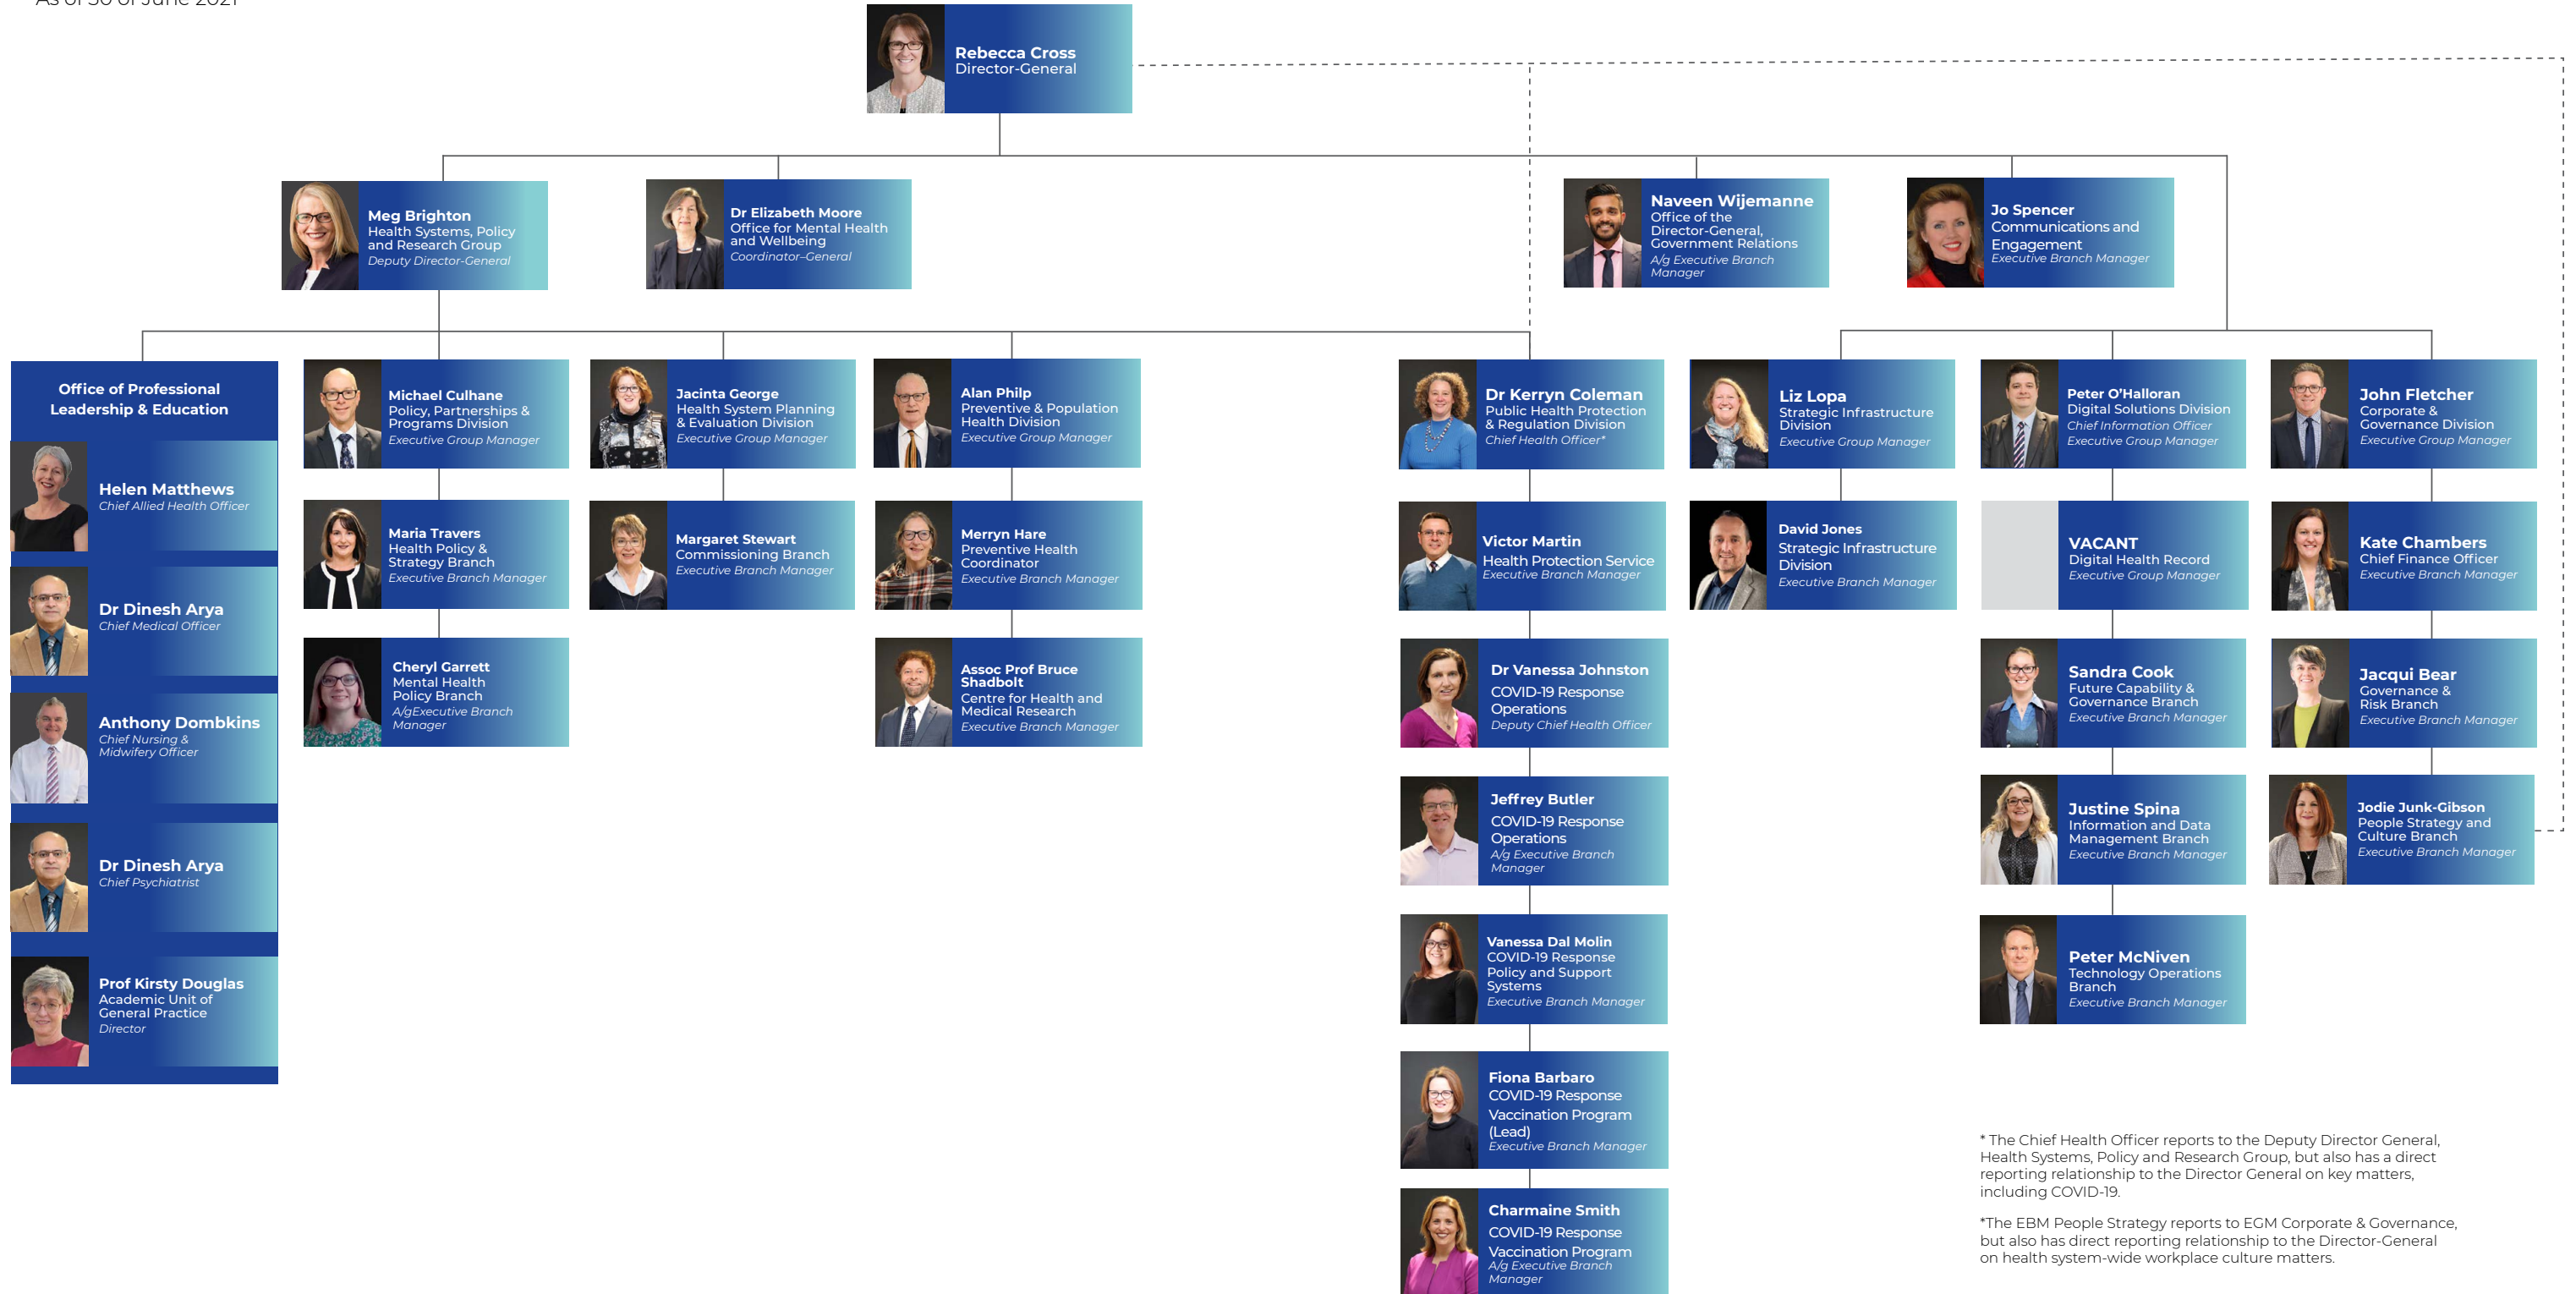 As of 30 of June 2021
Rebecca Cross
Director-General
Meg Brighton
Health Systems, Policy
and Research Group
Deputy Director-General
Dr Elizabeth Moore
Office for Mental Health
and Wellbeing
Coordinator–General
Naveen Wijemanne
Office of the
Director-General,
Government Relations
A/g Executive Branch
Manager
Jo Spencer
Communications and
Engagement
Executive Branch Manager
Office of Professional
Leadership & Education
Helen Matthews
Chief Allied Health Officer
Dr Dinesh Arya
Chief Medical Officer
Anthony Dombkins
Chief Nursing &
Midwifery Officer
Dr Dinesh Arya
Chief Psychiatrist
Prof Kirsty Douglas
Academic Unit of
General Practice
Director
Michael Culhane
Policy, Partnerships &
Programs Division
Executive Group Manager
Maria Travers
Health Policy &
Strategy Branch
Executive Branch Manager
Cheryl Garrett
Mental Health
Policy Branch
A/gExecutive Branch
Manager
Jacinta George
Health System Planning
& Evaluation Division
Executive Group Manager
Margaret Stewart
Commissioning Branch
Executive Branch Manager
Alan Philp
Preventive & Population
Health Division
Executive Group Manager
Merryn Hare
Preventive Health
Coordinator
Executive Branch Manager
Assoc Prof Bruce
Shadbolt
Centre for Health and
Medical Research
Executive Branch Manager
Dr Kerryn Coleman
Public Health Protection
& Regulation Division
Chief Health Officer*
Victor Martin
Health Protection Service
Executive Branch Manager
Dr Vanessa Johnston
COVID-19 Response
Operations
Deputy Chief Health Officer
Jeffrey Butler
COVID-19 Response
Operations
A/g Executive Branch
Manager
Vanessa Dal Molin
COVID-19 Response
Policy and Support
Systems
Executive Branch Manager
Fiona Barbaro
COVID-19 Response
Vaccination Program
(Lead)
Executive Branch Manager
Charmaine Smith
COVID-19 Response
Vaccination Program
A/g Executive Branch
Manager
Liz Lopa
Strategic Infrastructure
Division
Executive Group Manager
David Jones
Strategic Infrastructure
Division
Executive Branch Manager
Peter O’Halloran
Digital Solutions Division
Chief Information Officer
Executive Group Manager
VACANT
Digital Health Record
Executive Group Manager
Sandra Cook
Future Capability &
Governance Branch
Executive Branch Manager
Justine Spina
Information and Data
Management Branch
Executive Branch Manager
Peter McNiven
Technology Operations
Branch
Executive Branch Manager
John Fletcher
Corporate &
Governance Division
Executive Group Manager
Kate Chambers
Chief Finance Officer
Executive Branch Manager
Jacqui Bear
Governance &
Risk Branch
Executive Branch Manager
Jodie Junk-Gibson
People Strategy and
Culture Branch
Executive Branch Manager
* The Chief Health Officer reports to the Deputy Director General,
Health Systems, Policy and Research Group, but also has a direct
reporting relationship to the Director General on key matters,
including COVID-19.
*The EBM People Strategy reports to EGM Corporate & Governance,
but also has direct reporting relationship to the Director-General
on health system-wide workplace culture matters.